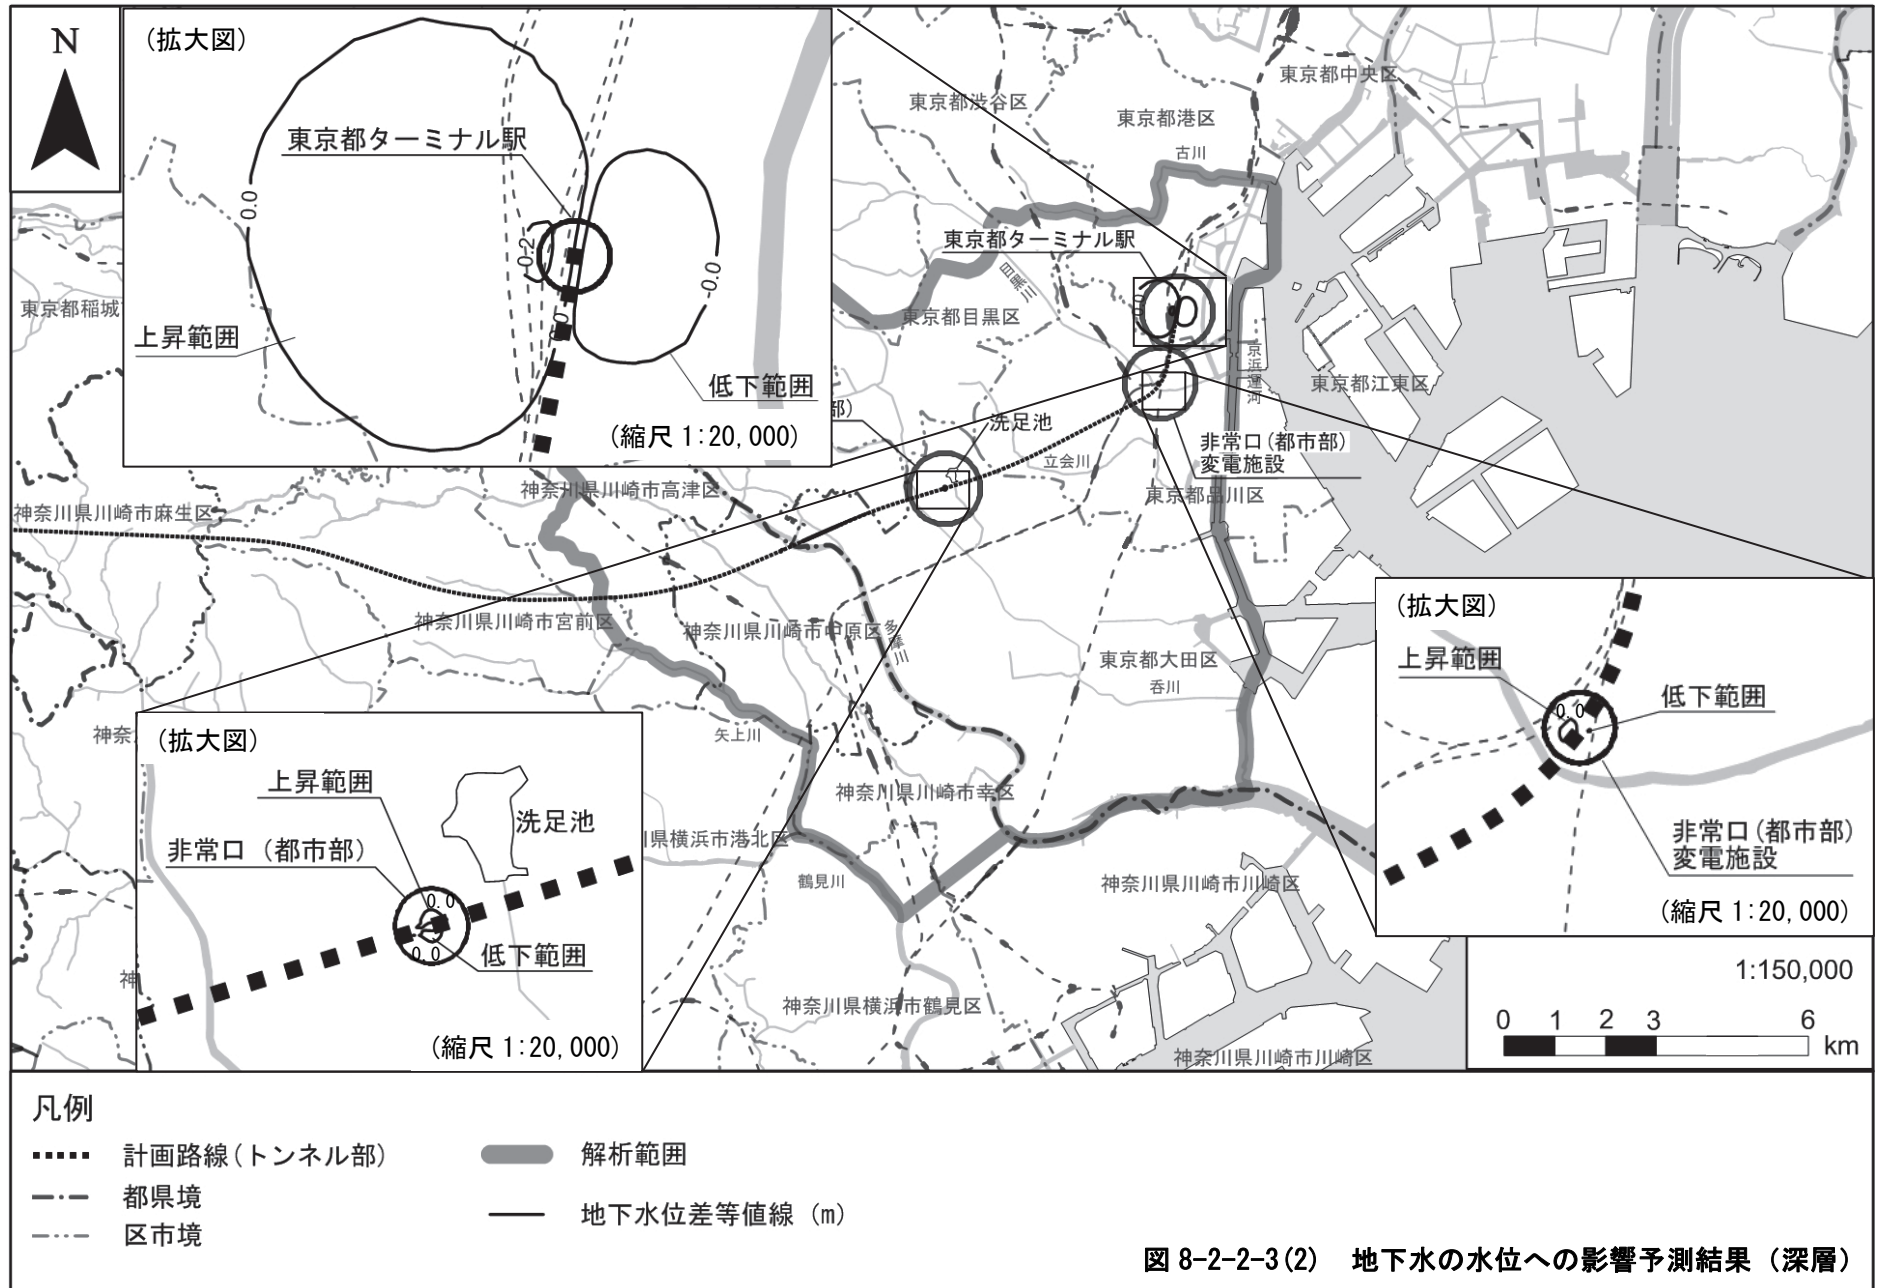 N
(拡大図)
東京都ターミナル駅
0.0
-0.2
0.0
-0.0
上昇範囲
低下範囲
(縮尺 1:20,000)
東京都中央区
東京都渋谷区
東京都港区
古川
東京都ターミナル駅
目黒川
0.0
東京都稲城
東京都目黒区
京浜運河
東京都江東区
部)
洗足池
非常口(都市部)
変電施設
立会川
東京都品川区
神奈川県川崎市高津区
神奈川県川崎市麻生区
神奈川県川崎市宮前区
神奈川県川崎市中原区
多摩川
東京都大田区
呑川
(拡大図)
上昇範囲
0.0
低下範囲
非常口(都市部)
変電施設
(縮尺 1:20,000)
神奈
矢上川
(拡大図)
上昇範囲
洗足池
非常口(都市部)
0.0
0.0
低下範囲
(縮尺 1:20,000)
神奈川県川崎市幸区
県横浜市港北区
鶴見川
神奈川県川崎市川崎区
神
神奈川県横浜市鶴見区
神奈川県川崎市川崎区
1:150,000
0 1 2 3 6
km
凡例
計画路線(トンネル部)
都県境
区市境
解析範囲
地下水位差等値線 (m)
図 8-2-2-3(2) 地下水の水位への影響予測結果(深層)